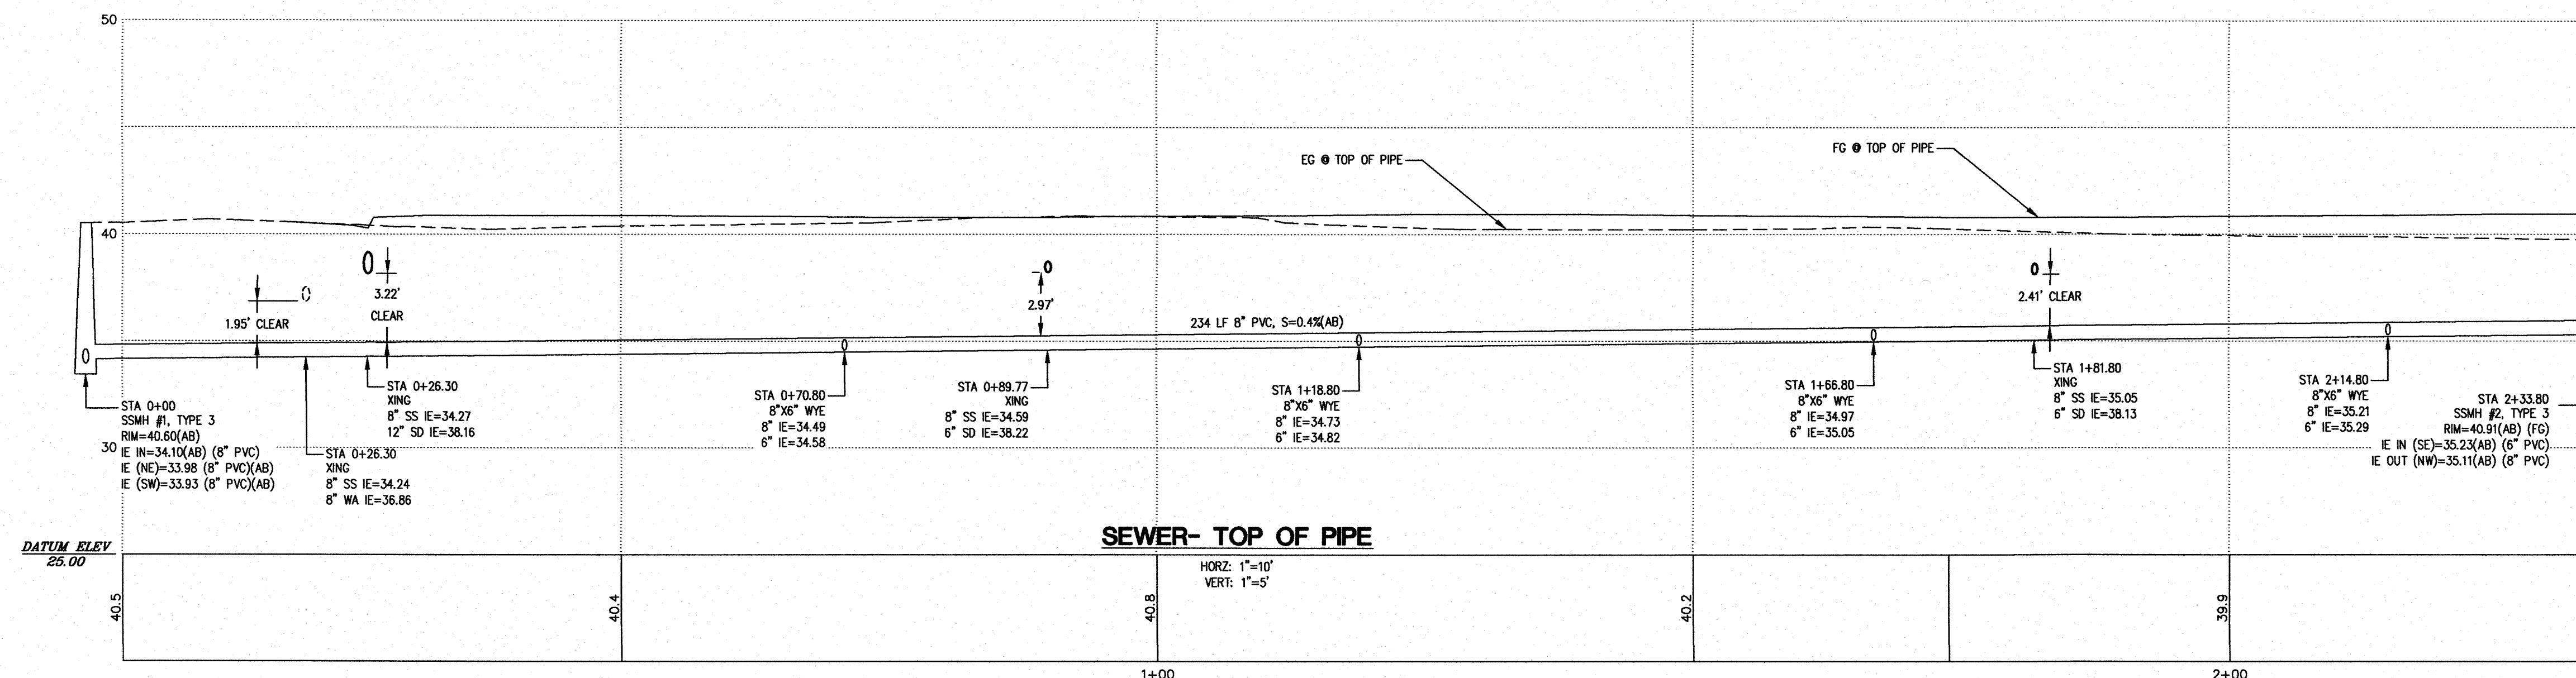 50
EG @ TOP OF PIPE
FG @ TOP OF PIPE
40
3.22'
CLEAR
1.95' CLEAR
2.97'
2.41' CLEAR
234 LF 8" PVC, S=0.4%(AB)
STA 0+00
SSMH #1, TYPE 3
RIM=40.60(AB)
IE IN=34.10(AB) (8" PVC)
IE (NE)=33.98 (8" PVC)(AB)
IE (SW)=33.93 (8" PVC)(AB)
30
STA 0+26.30
XING
8" SS IE=34.27
12" SD IE=38.16
STA 0+26.30
XING
8" SS IE=34.24
8" WA IE=36.86
STA 0+70.80
8"X6" WYE
8" IE=34.49
6" IE=34.58
STA 0+89.77
XING
8" SS IE=34.59
6" SD IE=38.22
STA 1+18.80
8"X6" WYE
8" IE=34.73
6" IE=34.82
STA 1+66.80
8"X6" WYE
8" IE=34.97
6" IE=35.05
STA 1+81.80
XING
8" SS IE=35.05
6" SD IE=38.13
STA 2+14.80
8"X6" WYE
8" IE=35.21
6" IE=35.29
STA 2+33.80
SSMH #2, TYPE 3
RIM=40.91(AB) (FG)
IE IN (SE)=35.23(AB) (6" PVC)
IE OUT (NW)=35.11(AB) (8" PVC)
SEWER- TOP OF PIPE
HORZ: 1"=10'
VERT: 1"=5'
DATUM ELEV
25.00
40.5
40.4
40.8
40.2
39.9
1+00
2+00